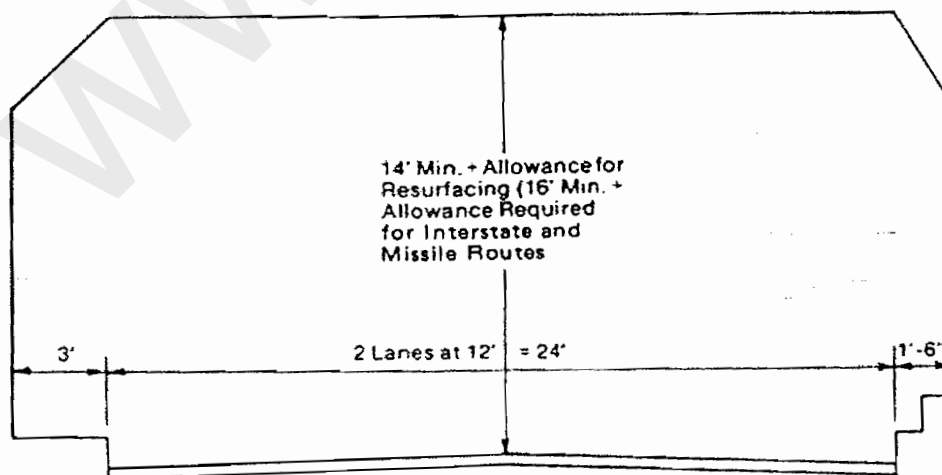 14' Min. + Allowance for
Resurfacing (16' Min. +
Allowance Required
for Interstate and
Missile Routes
3'
2 Lanes at 12' = 24'
1'-6"